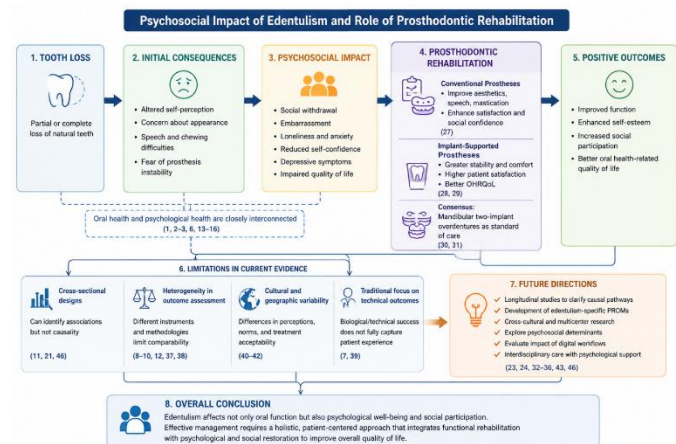 Psychosocial Impact of Edentulism and Role of Prosthodontic Rehabilitation
1. TOOTH LOSS
Partial or complete
loss of natural teeth
2. INITIAL CONSEQUENCES
• Altered self-perception
• Concern about appearance
• Speech and chewing
difficulties
• Fear of prosthesis
instability
3. PSYCHOSOCIAL IMPACT
• Social withdrawal
• Embarrassment
• Loneliness and anxiety
• Reduced self-confidence
• Depressive symptoms
• Impaired quality of life
4. PROSTHODONTIC
REHABILITATION
Conventional Prostheses
• Improve aesthetics,
speech, mastication
• Enhance satisfaction and
social confidence
(27)
Implant-Supported
Prostheses
• Greater stability and comfort
• Higher patient satisfaction
• Better OHRQoL
(28, 29)
Consensus:
Mandibular two-implant
overdentures as standard
of care
(30, 31)
5. POSITIVE OUTCOMES
• Improved function
• Enhanced self-esteem
• Increased social
participation
• Better oral health-related
quality of life
Oral health and psychological health are closely interconnected
(1, 2–3, 6, 13–16)
6. LIMITATIONS IN CURRENT EVIDENCE
Cross-sectional
designs
Can identify associations
but not causality
(11, 21, 46)
Heterogeneity in
outcome assessment
Different instruments
and methodologies
limit comparability
(8–10, 12, 37, 38)
Cultural and
geographic variability
Differences in perceptions,
norms, and treatment
acceptability
(40–42)
Traditional focus on
technical outcomes
Biological/technical success
does not fully capture
patient experience
(7, 39)
7. FUTURE DIRECTIONS
✓ Longitudinal studies to clarify causal pathways
✓ Development of edentulism-specific PROMs
✓ Cross-cultural and multicenter research
✓ Explore psychosocial determinants
✓ Evaluate impact of digital workflows
✓ Interdisciplinary care with psychological support
(23, 24, 32–36, 43, 46)
8. OVERALL CONCLUSION
Edentulism affects not only oral function but also psychological well-being and social participation.
Effective management requires a holistic, patient-centered approach that integrates functional rehabilitation
with psychological and social restoration to improve overall quality of life.